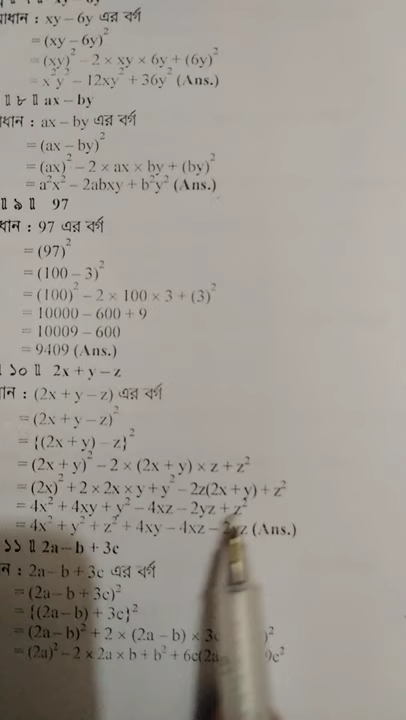 মাধান : xy – 6y এর বর্গ
= (xy – 6y)²
= (xy)² – 2 × xy × 6y + (6y)²
= x²y² – 12xy² + 36y² (Ans.)
॥ ৮ ॥ ax – by
ধান : ax – by এর বর্গ
= (ax – by)²
= (ax)² – 2 × ax × by + (by)²
= a²x² – 2abxy + b²y² (Ans.)
॥ ৯ ॥ 97
ধান : 97 এর বর্গ
= (97)²
= (100 – 3)²
= (100)² – 2 × 100 × 3 + (3)²
= 10000 – 600 + 9
= 10009 – 600
= 9409 (Ans.)
॥ ১০ ॥ 2x + y – z
ান : (2x + y – z) এর বর্গ
= (2x + y – z)²
= {(2x + y) – z}²
= (2x + y)² – 2 × (2x + y) × z + z²
= (2x)² + 2 × 2x × y + y² – 2z(2x + y) + z²
= 4x² + 4xy + y² – 4xz – 2yz + z²
= 4x² + y² + z² + 4xy – 4xz – 2yz (Ans.)
১১ ॥ 2a – b + 3c
ন : 2a – b + 3c এর বর্গ
= (2a – b + 3c)²
= {(2a – b) + 3c}²
= (2a – b)² + 2 × (2a – b) × 3c )²
= (2a)² – 2 × 2a × b + b² + 6c(2a 9c²